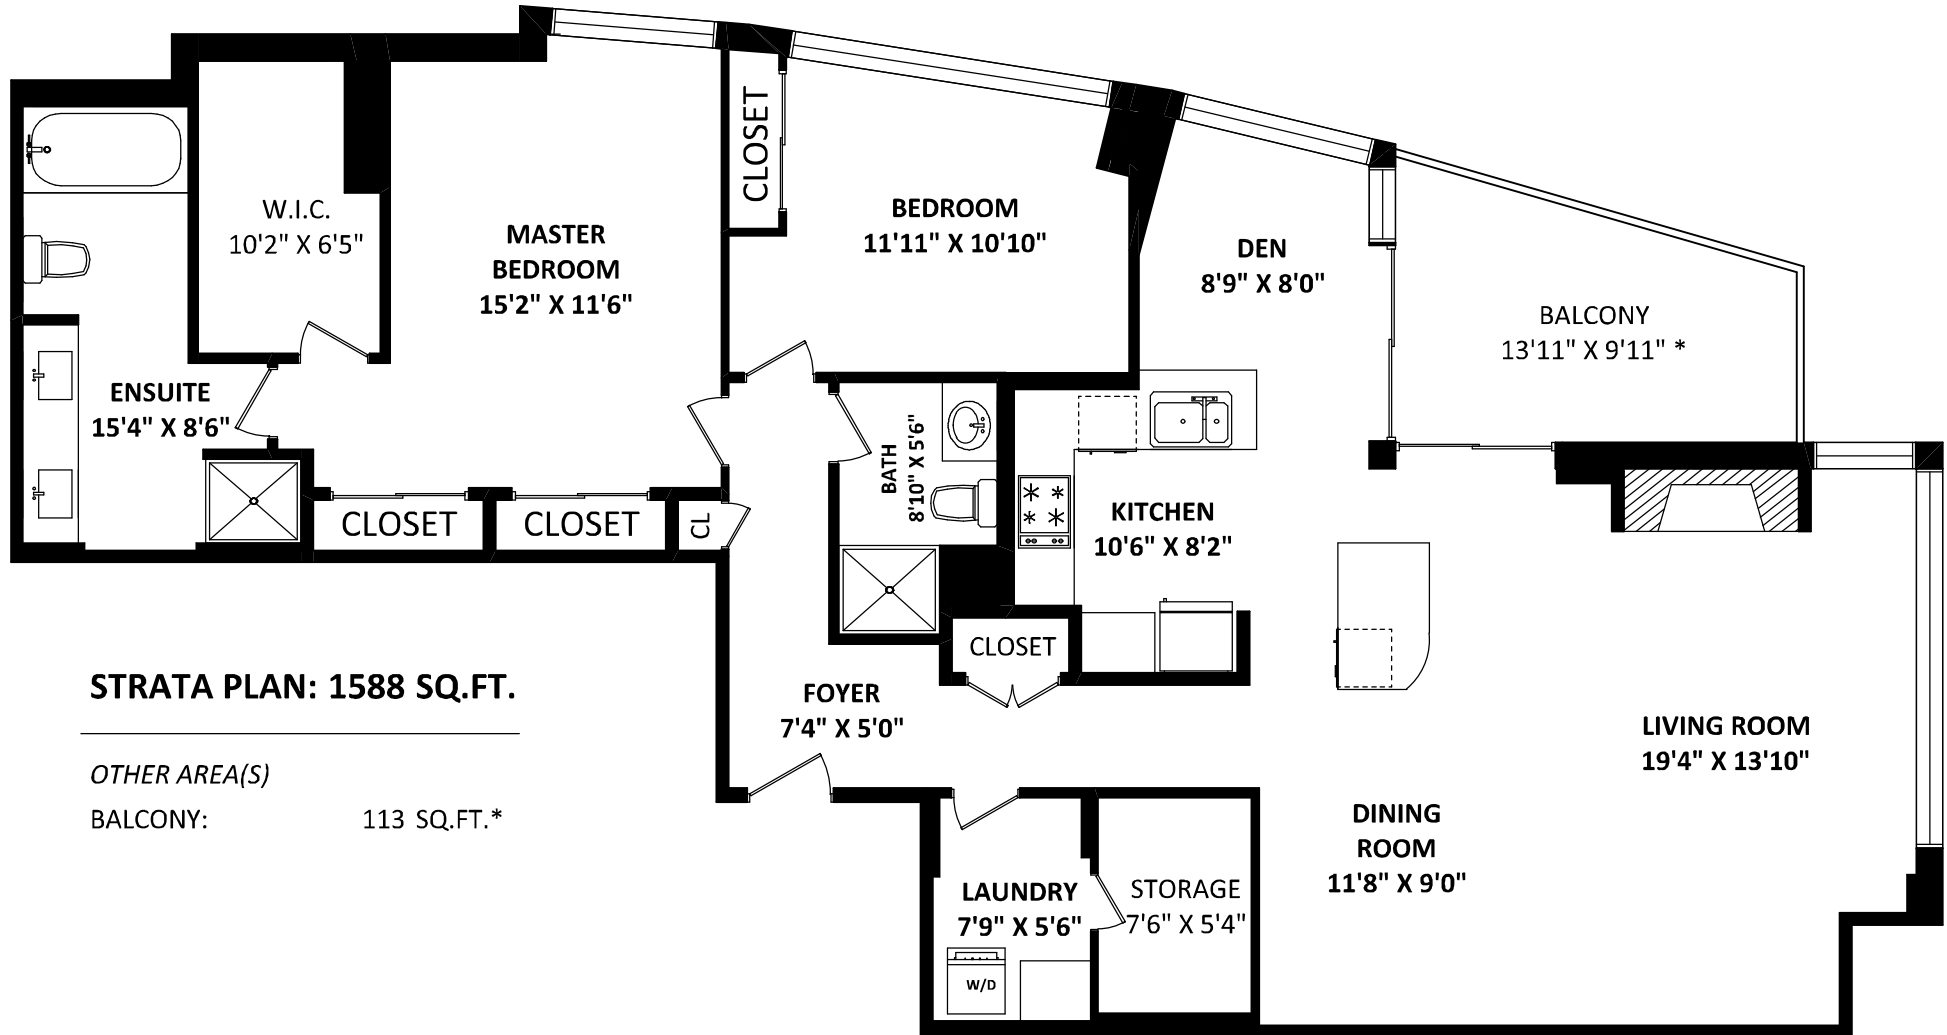 CLOSET
W.I.C.
10'2" X 6'5"
MASTER
BEDROOM
15'2" X 11'6"
BEDROOM
11'11" X 10'10"
DEN
8'9" X 8'0"
BALCONY
13'11" X 9'11" *
ENSUITE
15'4" X 8'6"
CLOSET
CLOSET
CL
BATH
8'10" X 5'6"
KITCHEN
10'6" X 8'2"
CLOSET
FOYER
7'4" X 5'0"
LIVING ROOM
19'4" X 13'10"
DINING
ROOM
11'8" X 9'0"
LAUNDRY
7'9" X 5'6"
STORAGE
7'6" X 5'4"
W/D
STRATA PLAN: 1588 SQ.FT.
OTHER AREA(S)
BALCONY: 113 SQ.FT.*